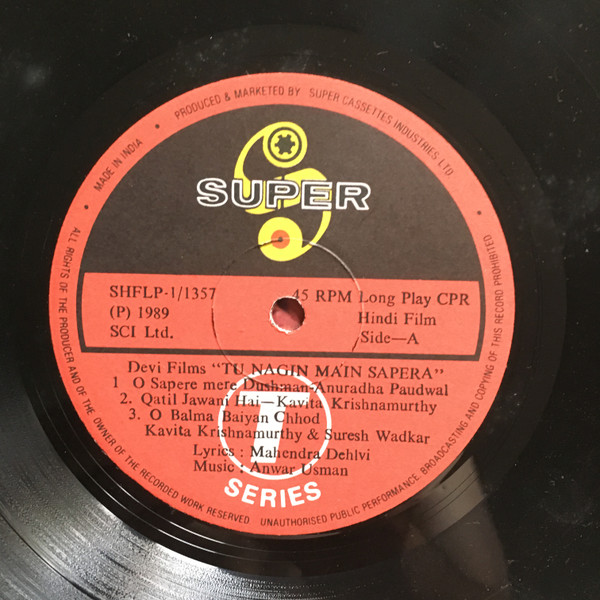 MADE IN INDIA • PRODUCED & MARKETED BY SUPER CASSETTES INDUSTRIES LTD.
SUPER
SHFLP-1/1357
45 RPM Long Play CPR
(P) 1989
Hindi Film
SCI Ltd.
Side—A
Devi Films "TU NAGIN MAIN SAPERA"
1 O Sapere mere Dushman-Anuradha Paudwal
2. Qatil Jawani Hai—Kavita Krishnamurthy
3. O Balma Baiyan Chhod
Kavita Krishnamurthy & Suresh Wadkar
Lyrics : Mahendra Dehlvi
Music : Anwar Usman
T
SERIES
ALL RIGHTS OF THE PRODUCER AND OF THE OWNER OF THE RECORDED WORK RESERVED UNAUTHORISED PUBLIC PERFORMANCE, BROADCASTING AND COPYING OF THIS RECORD PROHIBITED